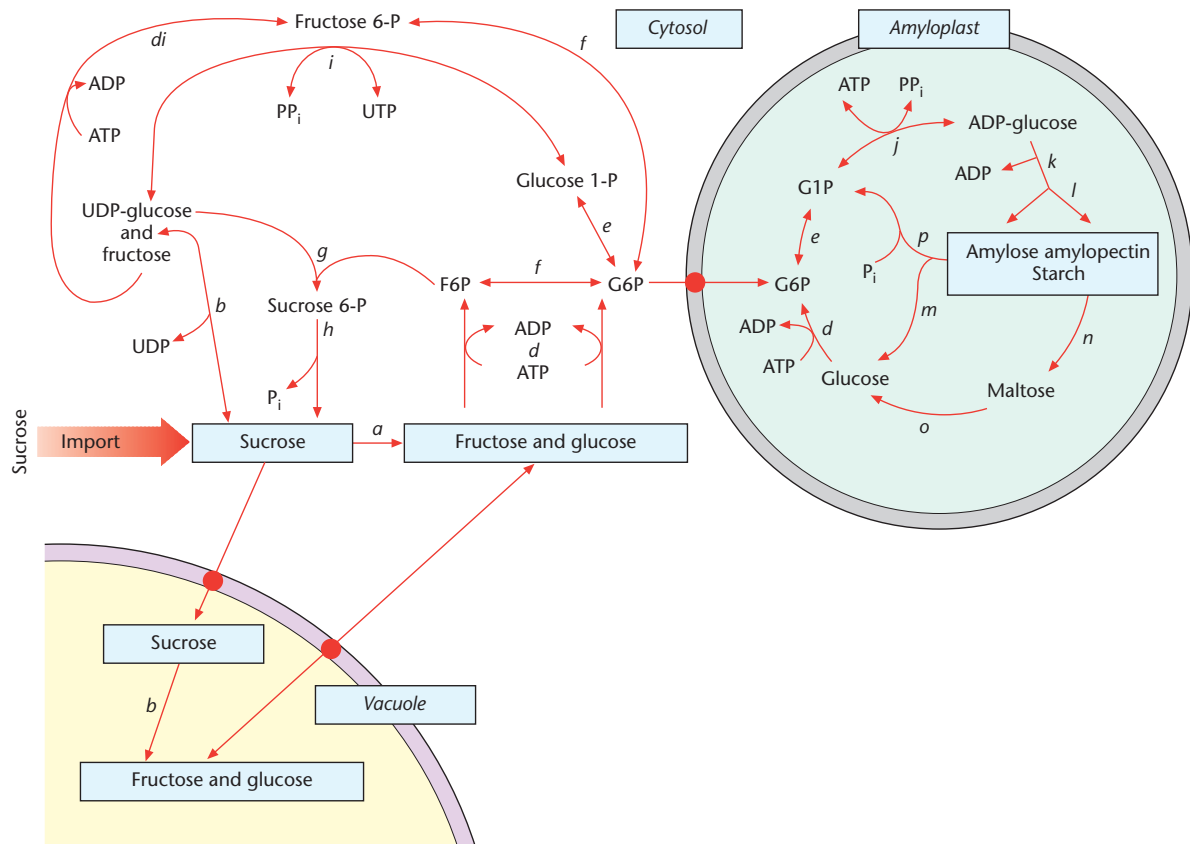 Fructose 6-P
di
f
Cytosol
Amyloplast
i
ADP
PPi
UTP
ATP
ATP
PPi
ADP-glucose
j
k
ADP
l
Glucose 1-P
G1P
UDP-glucose
and
fructose
e
e
p
Amylose amylopectin
Starch
g
f
Pi
F6P
G6P
G6P
b
Sucrose 6-P
m
h
UDP
ADP
d
ATP
ADP
d
ATP
n
Glucose
Maltose
Pi
o
Sucrose
Import
Sucrose
a
Fructose and glucose
Sucrose
b
Vacuole
Fructose and glucose